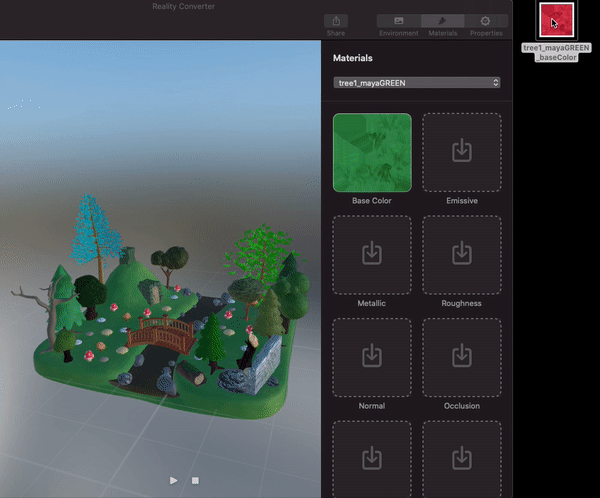 Reality Converter
Share
Environment
Materials
Properties
Materials
tree1_mayaGREEN
Base Color
Emissive
Metallic
Roughness
Normal
Occlusion
tree1_mayaGREEN
_baseColor